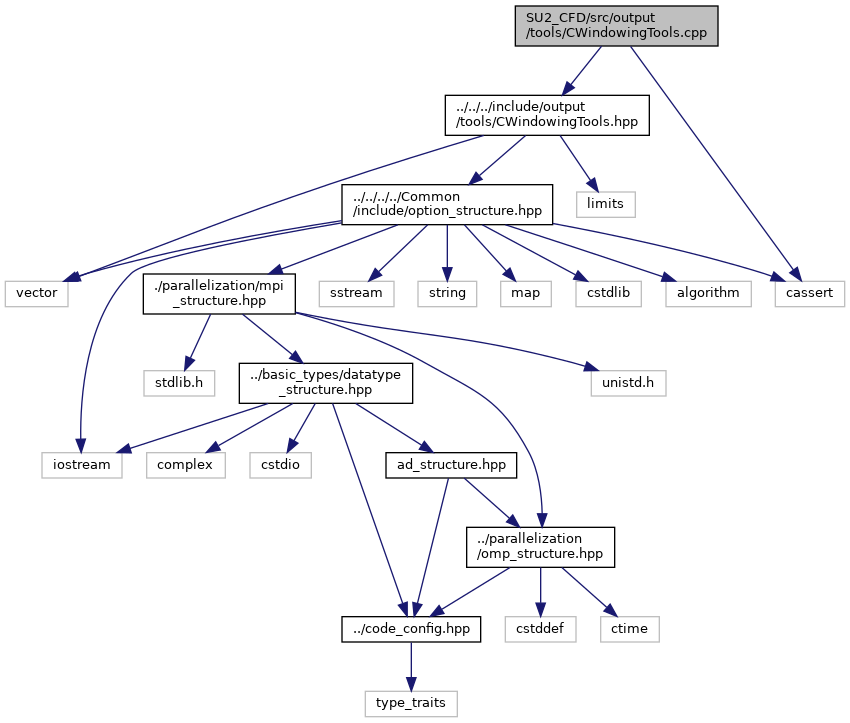 SU2_CFD/src/output
/tools/CWindowingTools.cpp
../../../include/output
/tools/CWindowingTools.hpp
../../../../Common
/include/option_structure.hpp
limits
vector
./parallelization/mpi
_structure.hpp
sstream
string
map
cstdlib
algorithm
cassert
stdlib.h
../basic_types/datatype
_structure.hpp
unistd.h
iostream
complex
cstdio
ad_structure.hpp
../parallelization
/omp_structure.hpp
../code_config.hpp
cstddef
ctime
type_traits